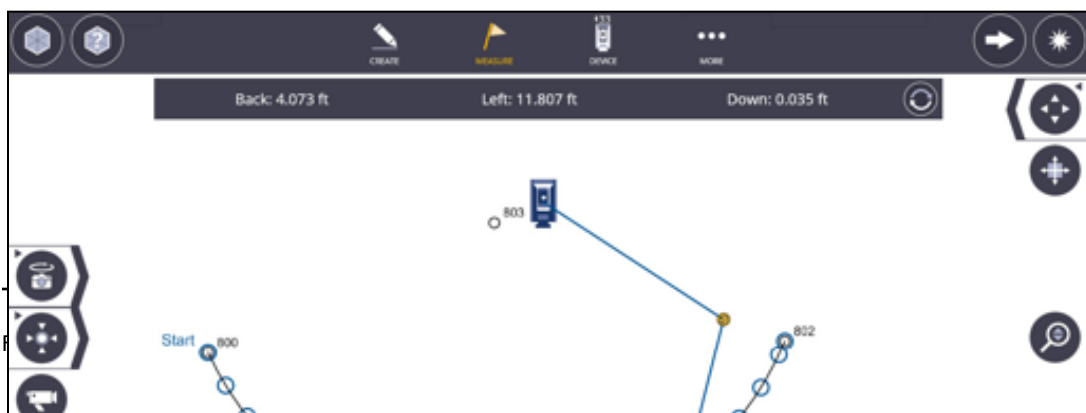 133
CREATE
MEASURE
DEVICE
MORE
Back: 4.073 ft
Left: 11.807 ft
Down: 0.035 ft
803
Start
800
802